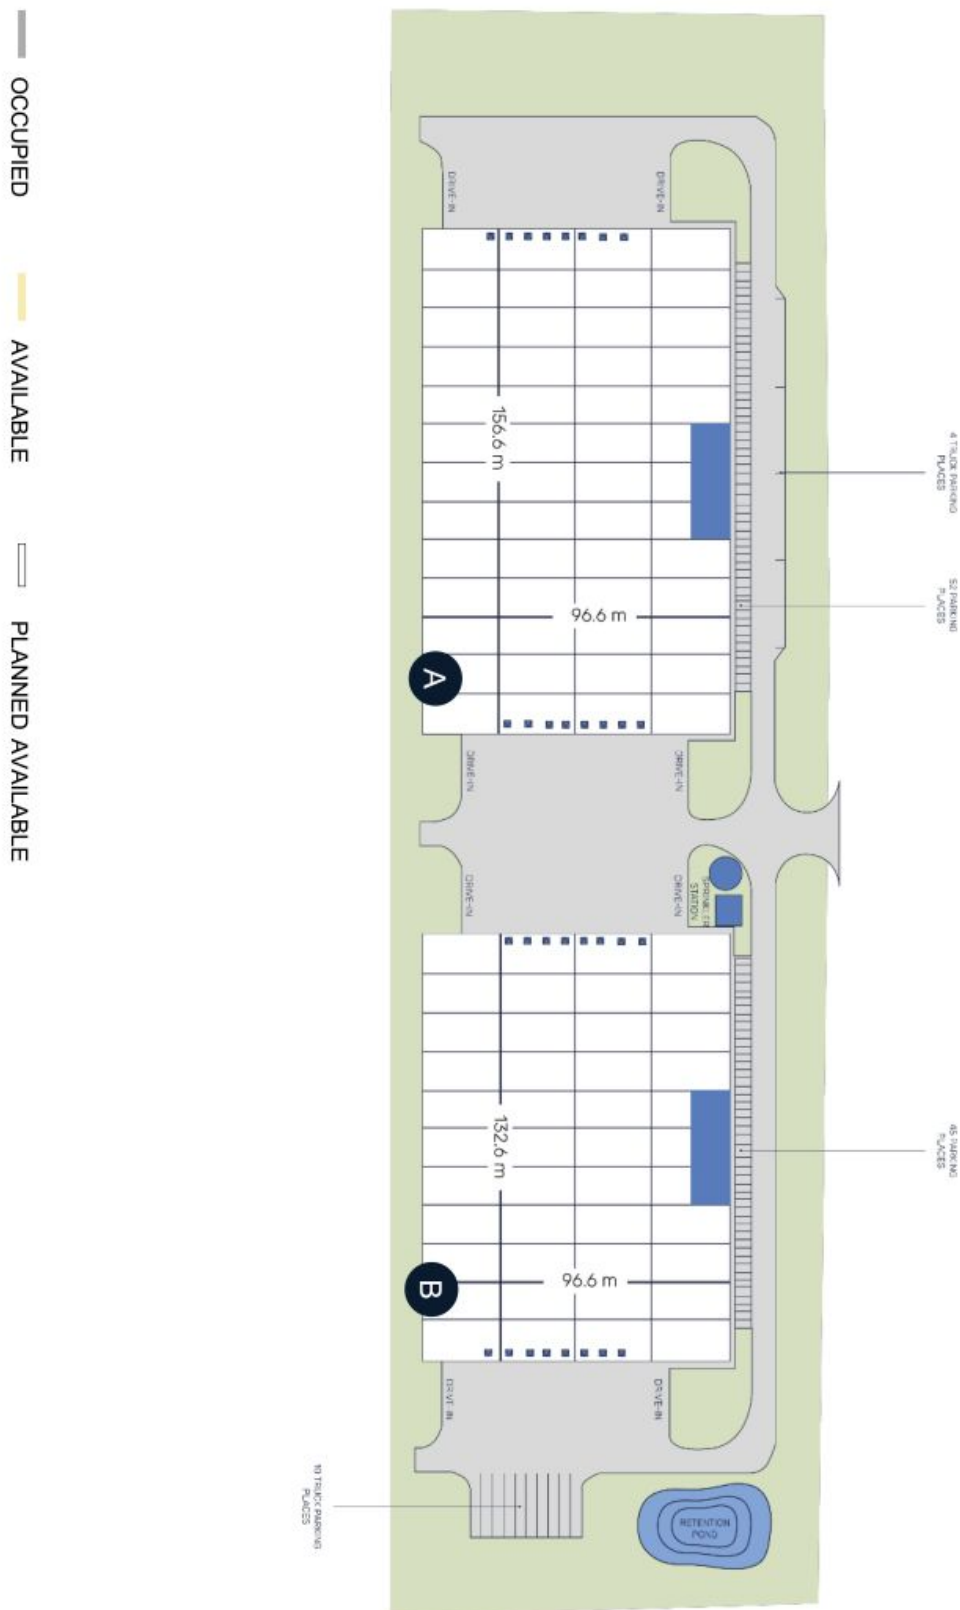 OCCUPIED
AVAILABLE
PLANNED AVAILABLE
DRIVE-IN
DRIVE-IN
156.6 m
96.6 m
A
4 TRUCK PARKING
PLACES
52 PARKING
PLACES
DRIVE-IN
DRIVE-IN
DRIVE-IN
DRIVE-IN
SPRINKLER
STATION
132.6 m
96.6 m
B
45 PARKING
PLACES
DRIVE-IN
DRIVE-IN
10 TRUCK PARKING
PLACES
RETENTION
POND